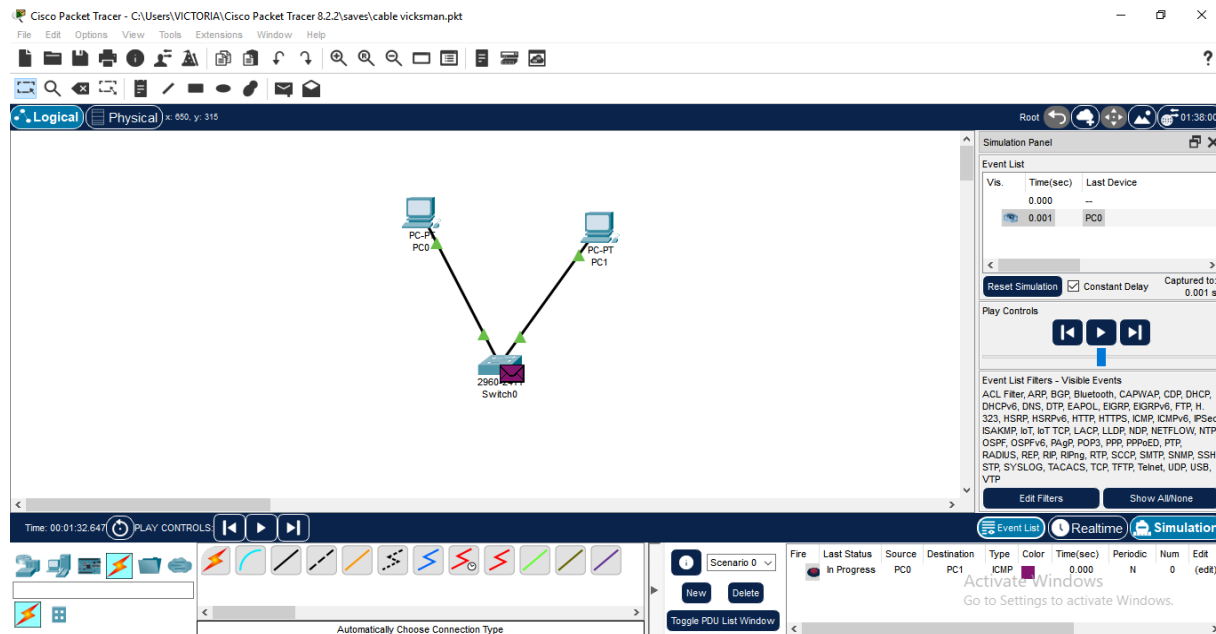 Cisco Packet Tracer - C:\Users\VICTORIA\Cisco Packet Tracer 8.2.2\saves\cable vicksman.pkt
File Edit Options View Tools Extensions Window Help
?
Logical Physical x: 650, y: 315 Root 01:38:00
Simulation Panel
Event List
Vis. Time(sec) Last Device
0.000 --
0.001 PC0
Reset Simulation Constant Delay Captured to:
0.001 s
Play Controls
PC-PT
PC0
PC-PT
PC1
Switch0
Event List Filters - Visible Events
ACL Filter, ARP, BGP, Bluetooth, CAPWAP, CDP, DHCP,
DHCPv6, DNS, DTP, EAPOL, EIGRP, EIGRPv6, FTP, H.
323, HSRP, HSRPv6, HTTP, HTTPS, ICMP, ICMPv6, IPSec
ISAKMP, IoT, IoT TCP, LACP, LLDP, NDP, NETFLOW, NTP
OSPF, OSPFv6, PAgP, POP3, PPP, PPPoED, PTP,
RADIUS, REP, RIP, RIPng, RTP, SCCP, SMTP, SNMP, SSH
STP, SYSLOG, TACACS, TCP, TFTP, Telnet, UDP, USB,
VTP
Edit Filters Show All/None
Time: 00:01:32.647 PLAY CONTROLS: Event List Realtime Simulation
Scenario 0
New Delete
Toggle PDU List Window
Fire Last Status Source Destination Type Color Time(sec) Periodic Num Edit
In Progress PC0 PC1 ICMP 0.000 N 0 (edit)
Activate Windows
Go to Settings to activate Windows.
Automatically Choose Connection Type